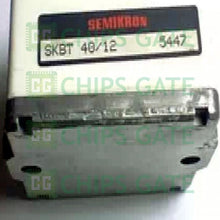 SEMIKRON
SKBT 40/12 5447
CHIPS GATE